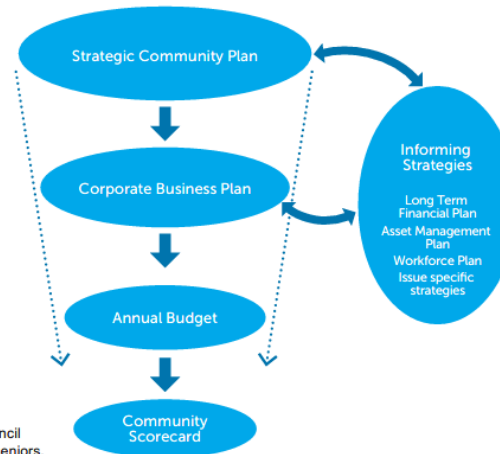 Strategic Community Plan
Informing
Strategies
Long Term
Financial Plan
Asset Management
Plan
Workforce Plan
Issue specific
strategies
Corporate Business Plan
Annual Budget
Community
Scorecard